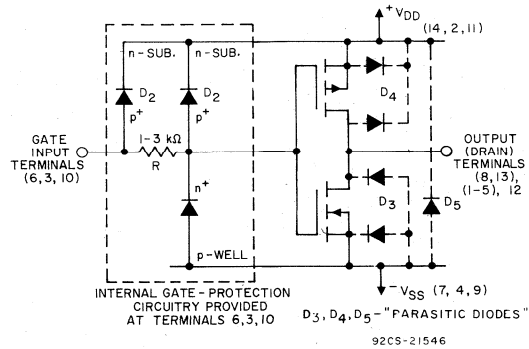 + VDD
(14, 2, 11)
n-SUB.
n-SUB.
D2
D2
p+
p+
D4
GATE
INPUT
TERMINALS
(6,3,10)
1-3 kΩ
R
OUTPUT
(DRAIN)
TERMINALS
(8,13),
(1-5), 12
n+
D3
D5
p-WELL
INTERNAL GATE-PROTECTION
CIRCUITRY PROVIDED
AT TERMINALS 6,3,10
- VSS (7, 4, 9)
D3, D4, D5-"PARASITIC DIODES"
92CS-21546